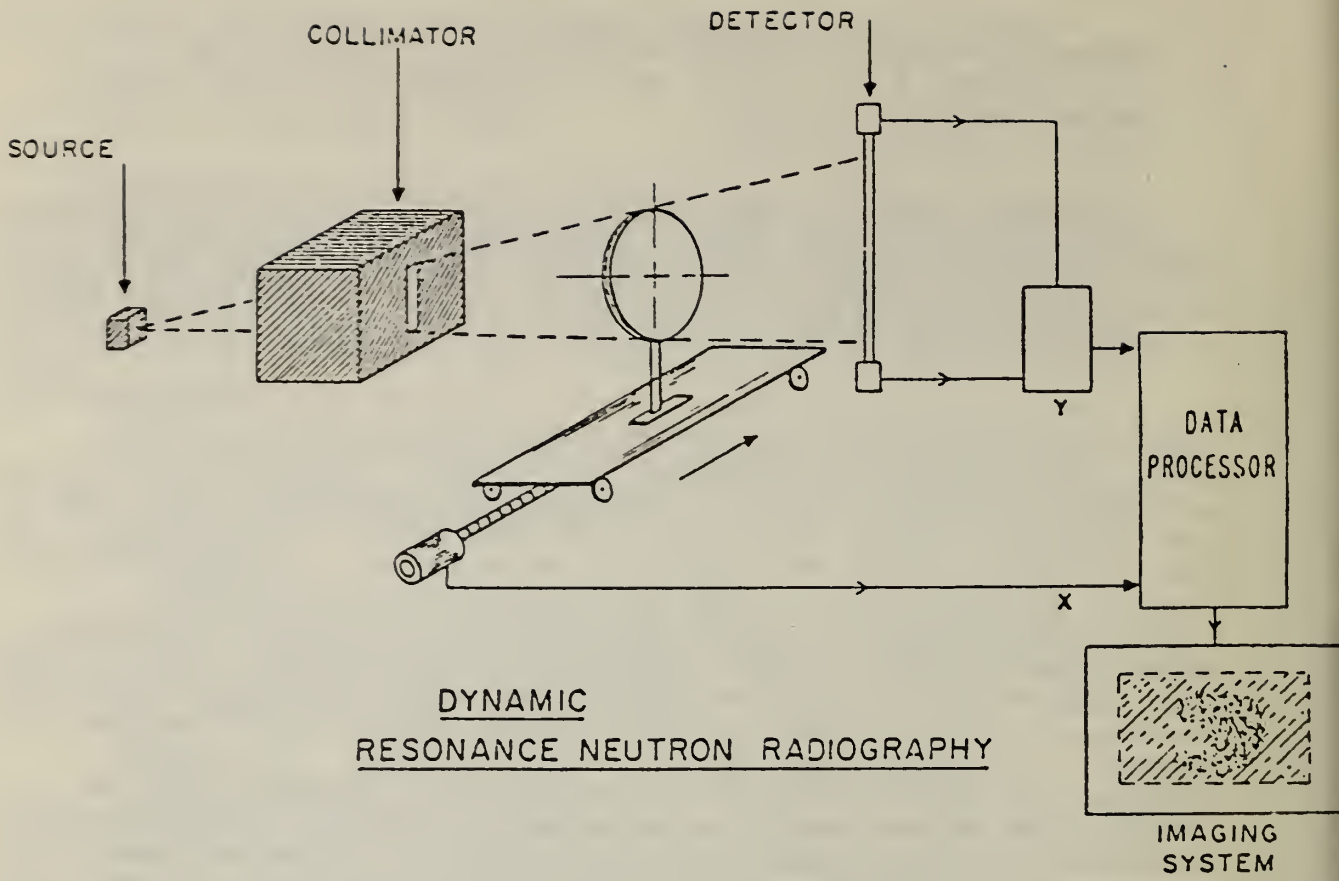 DETECTOR
COLLIMATOR
SOURCE
Y
DATA
PROCESSOR
X
DYNAMIC
RESONANCE NEUTRON RADIOGRAPHY
IMAGING
SYSTEM